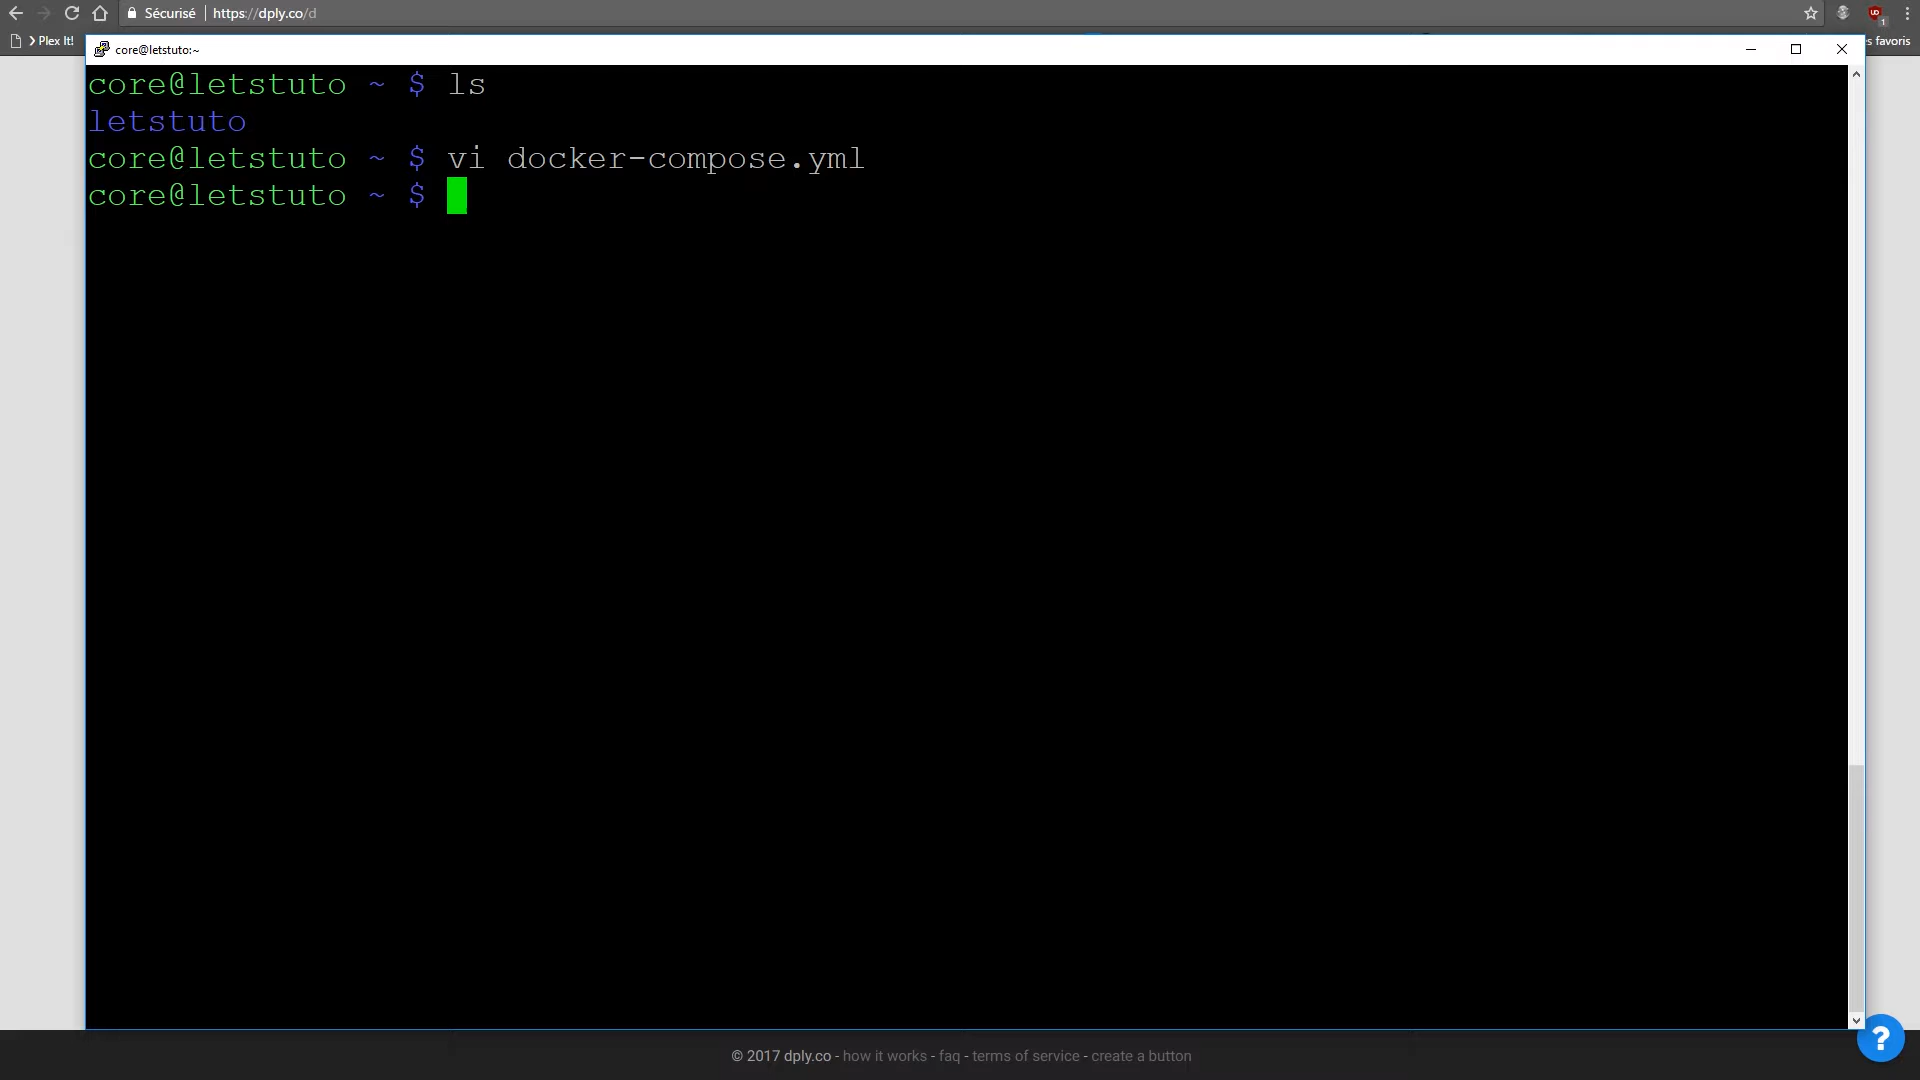 Sécurisé https://dply.co/d
Plex It!
core@letstuto:~
s favoris
core@letstuto ~ $ ls
letstuto
core@letstuto ~ $ vi docker-compose.yml
core@letstuto ~ $
© 2017 dply.co - how it works - faq - terms of service - create a button
?